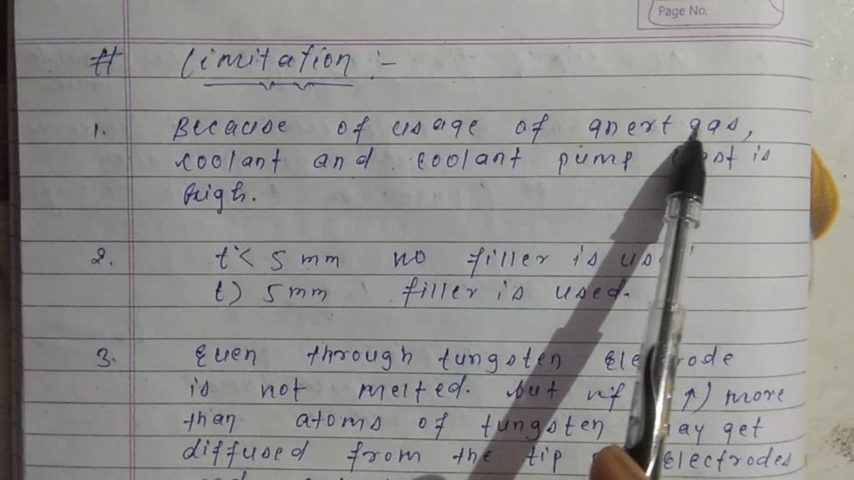 Page No.
# Limitation :-
1. Because of usage of gnert gas,
coolant and coolant pump cost is
high.
2. t < 5 mm no filler is used
t > 5 mm filler is used.
3. Even through tungsten Electrode
is not melted. but if ↑) more
than atoms of tungsten may get
diffused from the tip Electrodes